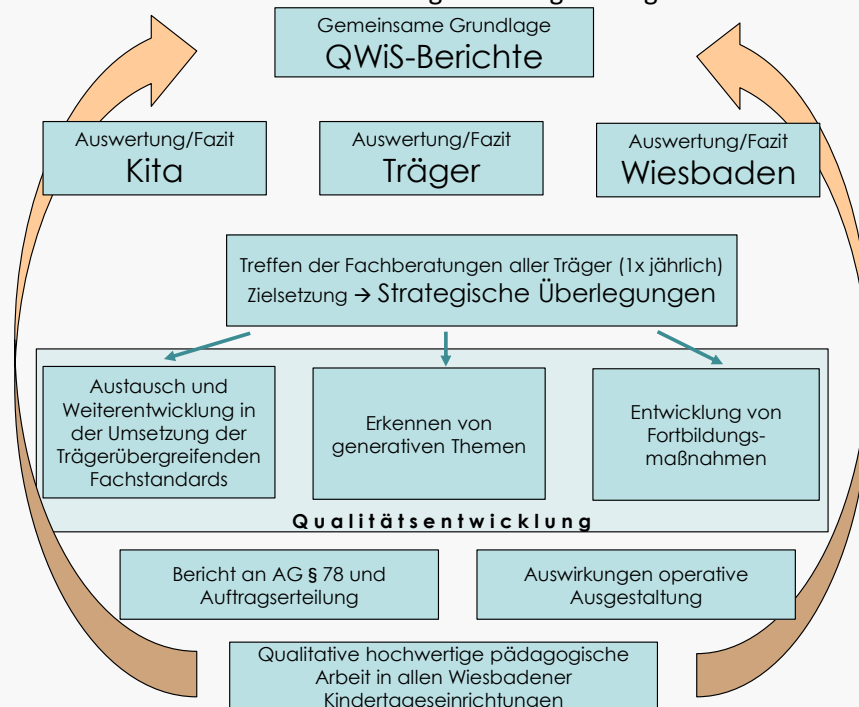 Gemeinsame Grundlage
QWiS-Berichte
Auswertung/Fazit
Kita
Auswertung/Fazit
Träger
Auswertung/Fazit
Wiesbaden
Treffen der Fachberatungen aller Träger (1x jährlich)
Zielsetzung → Strategische Überlegungen
Austausch und
Weiterentwicklung in
der Umsetzung der
Trägerübergreifenden
Fachstandards
Erkennen von
generativen Themen
Entwicklung von
Fortbildungs-
maßnahmen
Qualitätsentwicklung
Bericht an AG § 78 und
Auftragserteilung
Auswirkungen operative
Ausgestaltung
Qualitative hochwertige pädagogische
Arbeit in allen Wiesbadener
Kindertageseinrichtungen